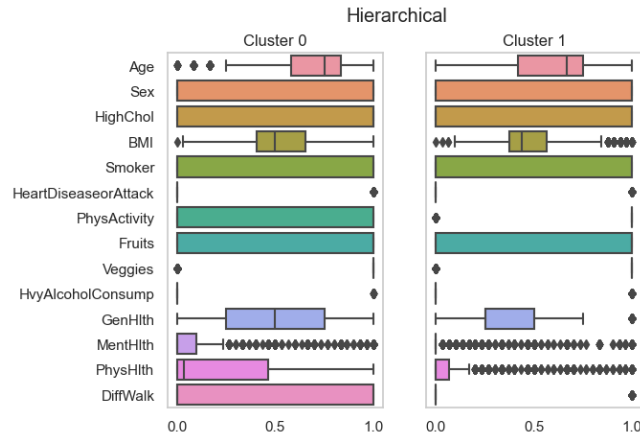 Hierarchical
Cluster 0
Cluster 1
Age
Sex
HighChol
BMI
Smoker
HeartDiseaseorAttack
PhysActivity
Fruits
Veggies
HvyAlcoholConsump
GenHlth
MentHlth
PhysHlth
DiffWalk
0.0 0.5 1.0
0.0 0.5 1.0